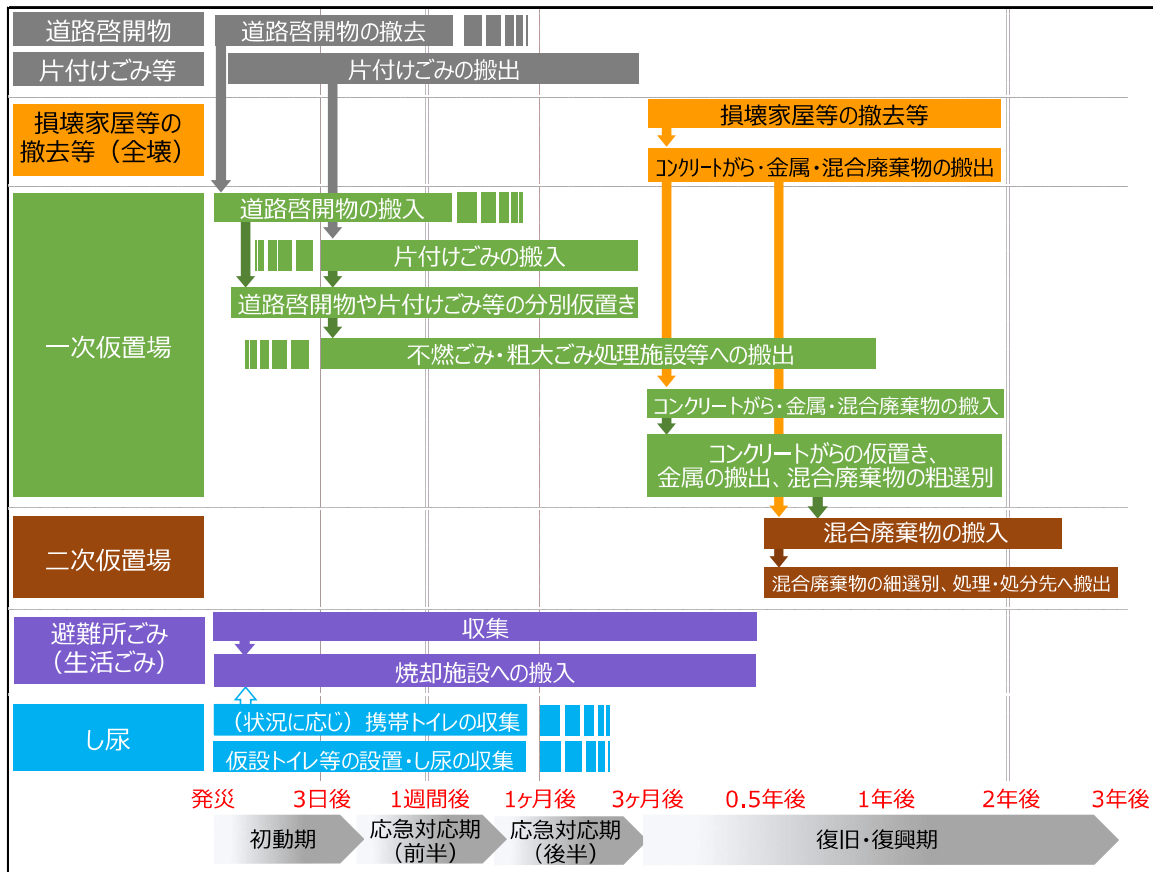 道路啓開物
道路啓開物の撤去
片付けごみ等
片付けごみの搬出
損壊家屋等の
撤去等（全壊）
損壊家屋等の撤去等
コンクリートがら・金属・混合廃棄物の搬出
一次仮置場
道路啓開物の搬入
片付けごみの搬入
道路啓開物や片付けごみ等の分別仮置き
不燃ごみ・粗大ごみ処理施設等への搬出
コンクリートがら・金属・混合廃棄物の搬入
コンクリートがらの仮置き、
金属の搬出、混合廃棄物の粗選別
二次仮置場
混合廃棄物の搬入
混合廃棄物の細選別、処理・処分先へ搬出
避難所ごみ
（生活ごみ）
収集
焼却施設への搬入
し尿
（状況に応じ）携帯トイレの収集
仮設トイレ等の設置・し尿の収集
発災 3日後 1週間後 1ヶ月後 3ヶ月後 0.5年後 1年後 2年後 3年後
初動期
応急対応期
（前半）
応急対応期
（後半）
復旧・復興期